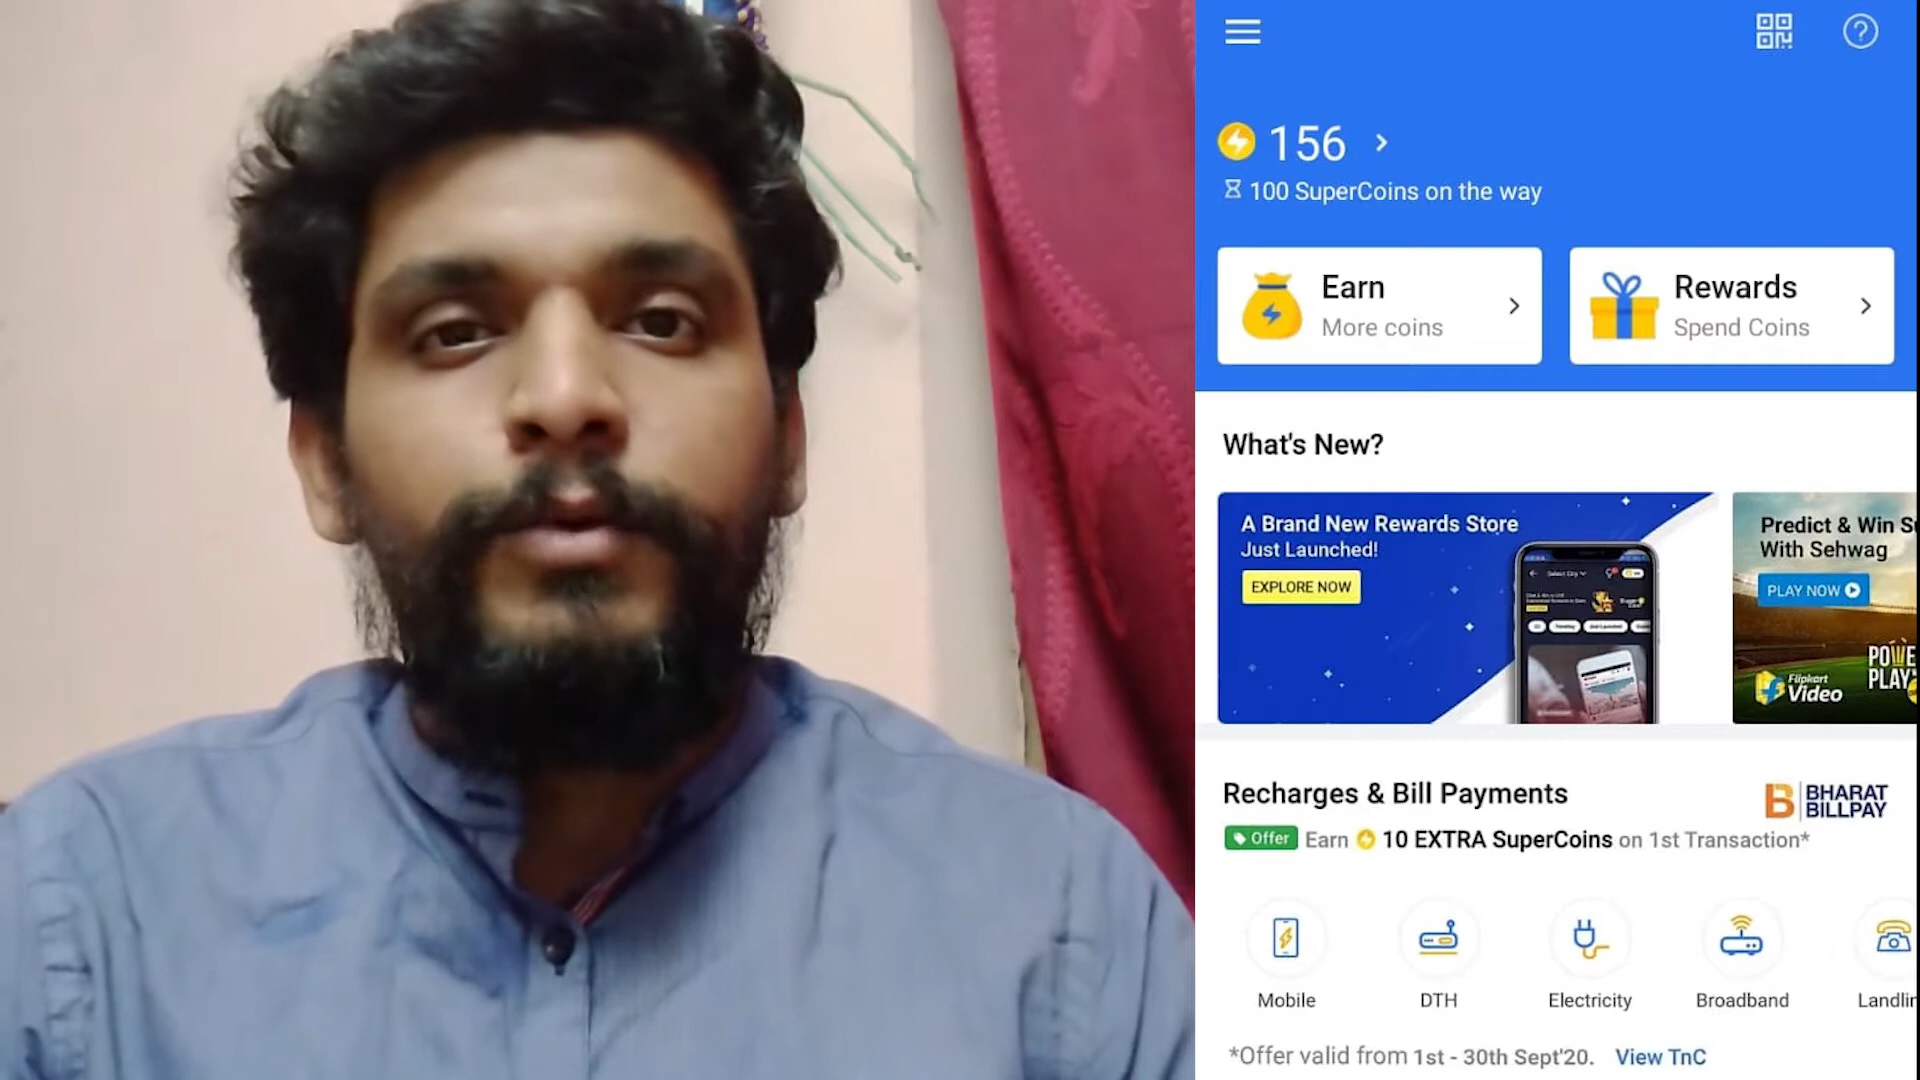 156
100 SuperCoins on the way
Earn
More coins
Rewards
Spend Coins
What's New?
A Brand New Rewards Store
Just Launched!
EXPLORE NOW
Predict & Win
With Sehwag
PLAY NOW
Flipkart
Video
PLAY
Recharges & Bill Payments
BHARAT
BILLPAY
Offer Earn 10 EXTRA SuperCoins on 1st Transaction*
Mobile
DTH
Electricity
Broadband
*Offer valid from 1st - 30th Sept'20. View TnC